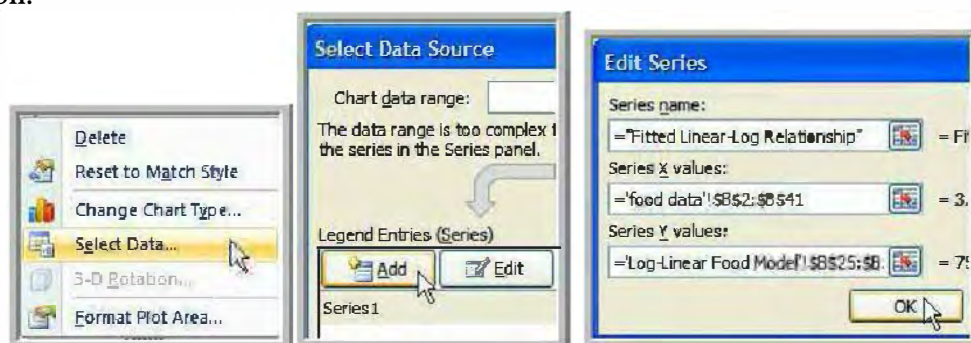 on.
Delete
Reset to Match Style
Change Chart Type...
Select Data...
3-D Rotation...
Format Plot Area...
Select Data Source
Chart data range:
The data range is too complex t
the series in the Series panel.
Legend Entries (Series)
Add
Edit
Series1
Edit Series
Series name:
="Fitted Linear-Log Relationship"
= Fi
Series X values:
='food data'!$B$2:$B$41
= 3.
Series Y values:
='Log-Linear Food Model'!$B$25:$B
= 75
OK